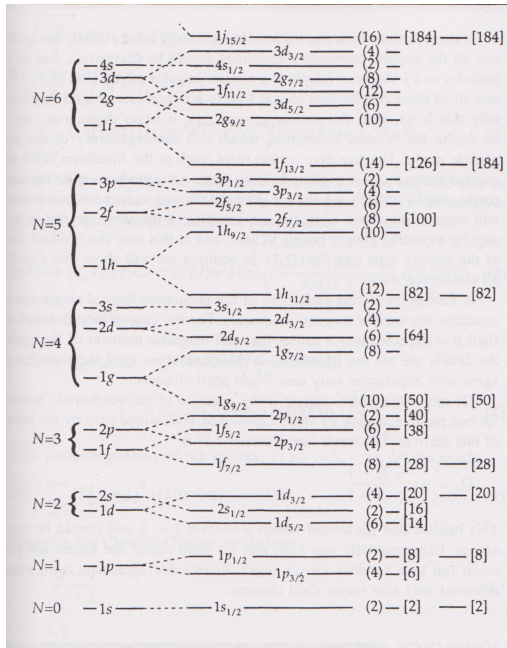 1j15/2 (16) — [184] — [184]
3d3/2 (4)
4s 4s1/2 (2)
3d 2g7/2 (8)
N=6 1i11/2 (12)
2g 3d5/2 (6)
2g9/2 (10)
1i
1i13/2 (14) — [126] — [184]
3p 3p1/2 (2)
3p3/2 (4)
2f 2f5/2 (6)
N=5 2f7/2 (8) — [100]
1h9/2 (10)
1h
1h11/2 (12) — [82] — [82]
3s 3s1/2 (2)
2d 2d3/2 (4)
N=4 2d5/2 (6) — [64]
1g7/2 (8)
1g
1g9/2 (10) — [50] — [50]
2p1/2 (2) — [40]
N=3 2p 1f5/2 (6) — [38]
1f 2p3/2 (4)
1f7/2 (8) — [28] — [28]
1d3/2 (4) — [20] — [20]
N=2 2s 2s1/2 (2) — [16]
1d 1d5/2 (6) — [14]
1p1/2 (2) — [8] — [8]
N=1 1p 1p3/2 (4) — [6]
N=0 1s 1s1/2 (2) — [2] — [2]